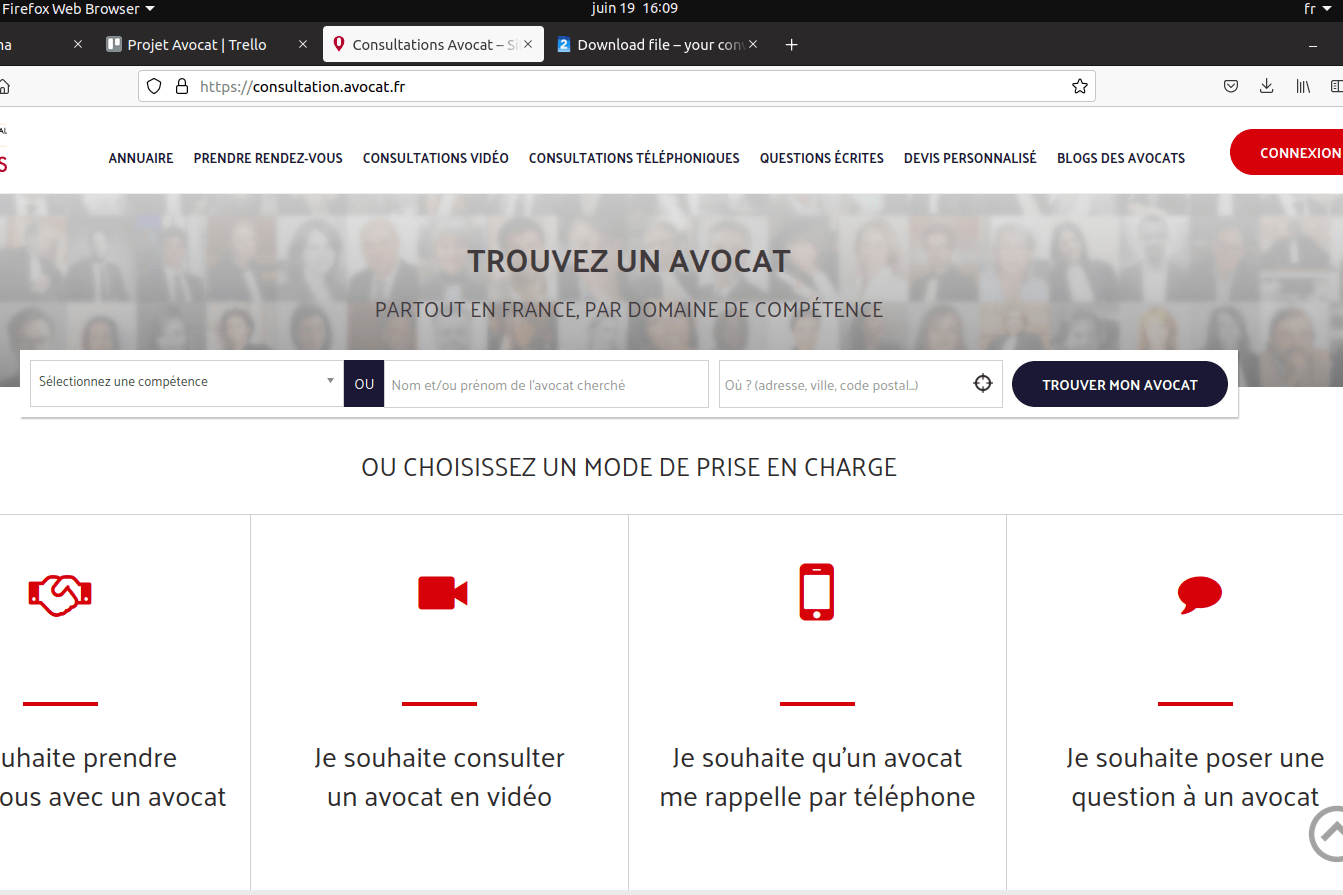 Firefox Web Browser
juin 19 16:09
fr
na
Projet Avocat | Trello
Consultations Avocat – Si
Download file – your con
https://consultation.avocat.fr
AL
S
ANNUAIRE
PRENDRE RENDEZ-VOUS
CONSULTATIONS VIDÉO
CONSULTATIONS TÉLÉPHONIQUES
QUESTIONS ÉCRITES
DEVIS PERSONNALISÉ
BLOGS DES AVOCATS
CONNEXION
TROUVEZ UN AVOCAT
PARTOUT EN FRANCE, PAR DOMAINE DE COMPÉTENCE
Sélectionnez une compétence
OU
Nom et/ou prénom de l'avocat cherché
Où ? (adresse, ville, code postal...)
TROUVER MON AVOCAT
OU CHOISISSEZ UN MODE DE PRISE EN CHARGE
uhaite prendre
ous avec un avocat
Je souhaite consulter
un avocat en vidéo
Je souhaite qu'un avocat
me rappelle par téléphone
Je souhaite poser une
question à un avocat